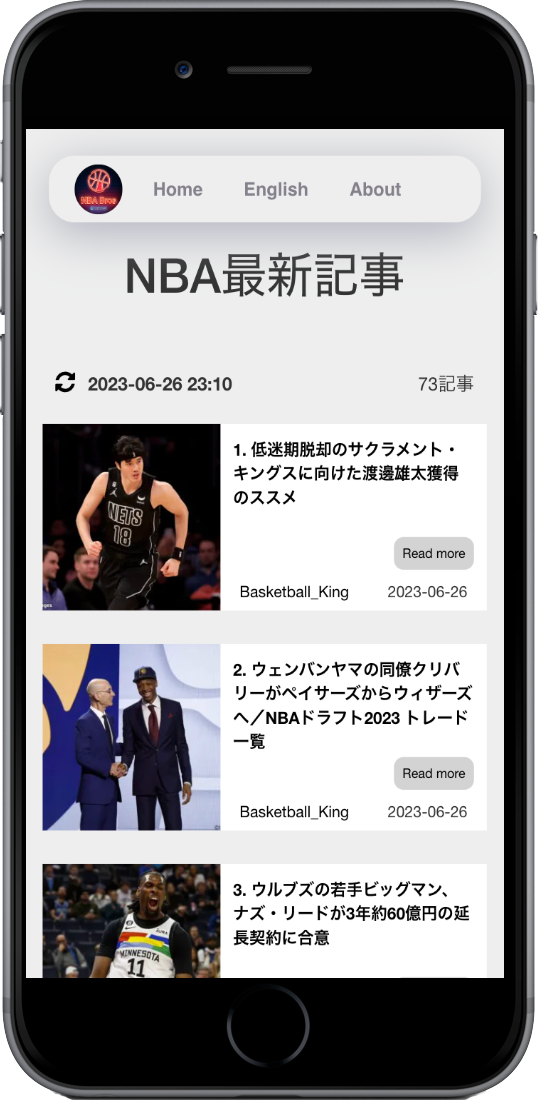 NBA Bros
Home English About
NBA最新記事
2023-06-26 23:10 73記事
1. 低迷期脱却のサクラメント・
キングスに向けた渡邊雄太獲得
のススメ
NETS
18
Read more
Basketball_King 2023-06-26
2. ウェンバンヤマの同僚クリバ
リーがペイサーズからウィザーズ
へ／NBAドラフト2023 トレード
一覧
Read more
Basketball_King 2023-06-26
3. ウルブズの若手ビッグマン、
ナズ・リードが3年約60億円の延
長契約に合意
MINNESOTA
11